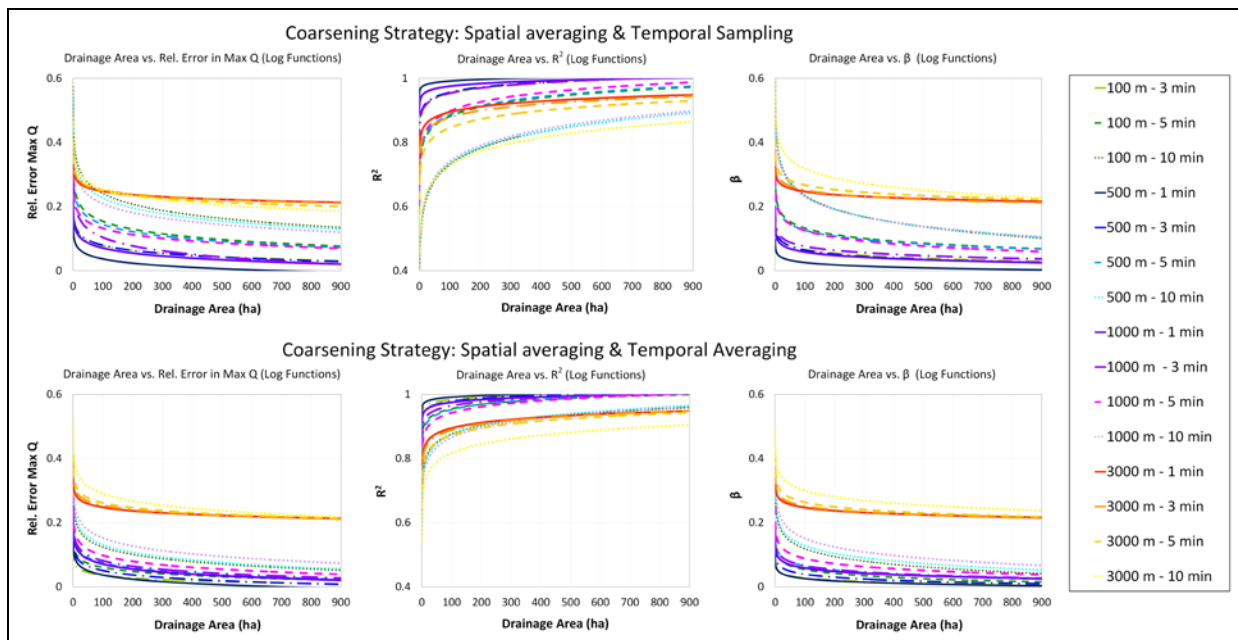 Coarsening Strategy: Spatial averaging & Temporal Sampling
Drainage Area vs. Rel. Error in Max Q (Log Functions)
Drainage Area vs. R² (Log Functions)
Drainage Area vs. β (Log Functions)
Rel. Error Max Q
0.6
0.4
0.2
0
0 100 200 300 400 500 600 700 800 900
Drainage Area (ha)
R²
1
0.8
0.6
0.4
0 100 200 300 400 500 600 700 800 900
Drainage Area (ha)
β
0.6
0.4
0.2
0
0 100 200 300 400 500 600 700 800 900
Drainage Area (ha)
Coarsening Strategy: Spatial averaging & Temporal Averaging
Drainage Area vs. Rel. Error in Max Q (Log Functions)
Drainage Area vs. R² (Log Functions)
Drainage Area vs. β (Log Functions)
Rel. Error Max Q
0.6
0.4
0.2
0
0 100 200 300 400 500 600 700 800 900
Drainage Area (ha)
R²
1
0.8
0.6
0.4
0 100 200 300 400 500 600 700 800 900
Drainage Area (ha)
β
0.6
0.4
0.2
0
0 100 200 300 400 500 600 700 800 900
Drainage Area (ha)
100 m - 3 min
100 m - 5 min
100 m - 10 min
500 m - 1 min
500 m - 3 min
500 m - 5 min
500 m - 10 min
1000 m - 1 min
1000 m - 3 min
1000 m - 5 min
1000 m - 10 min
3000 m - 1 min
3000 m - 3 min
3000 m - 5 min
3000 m - 10 min